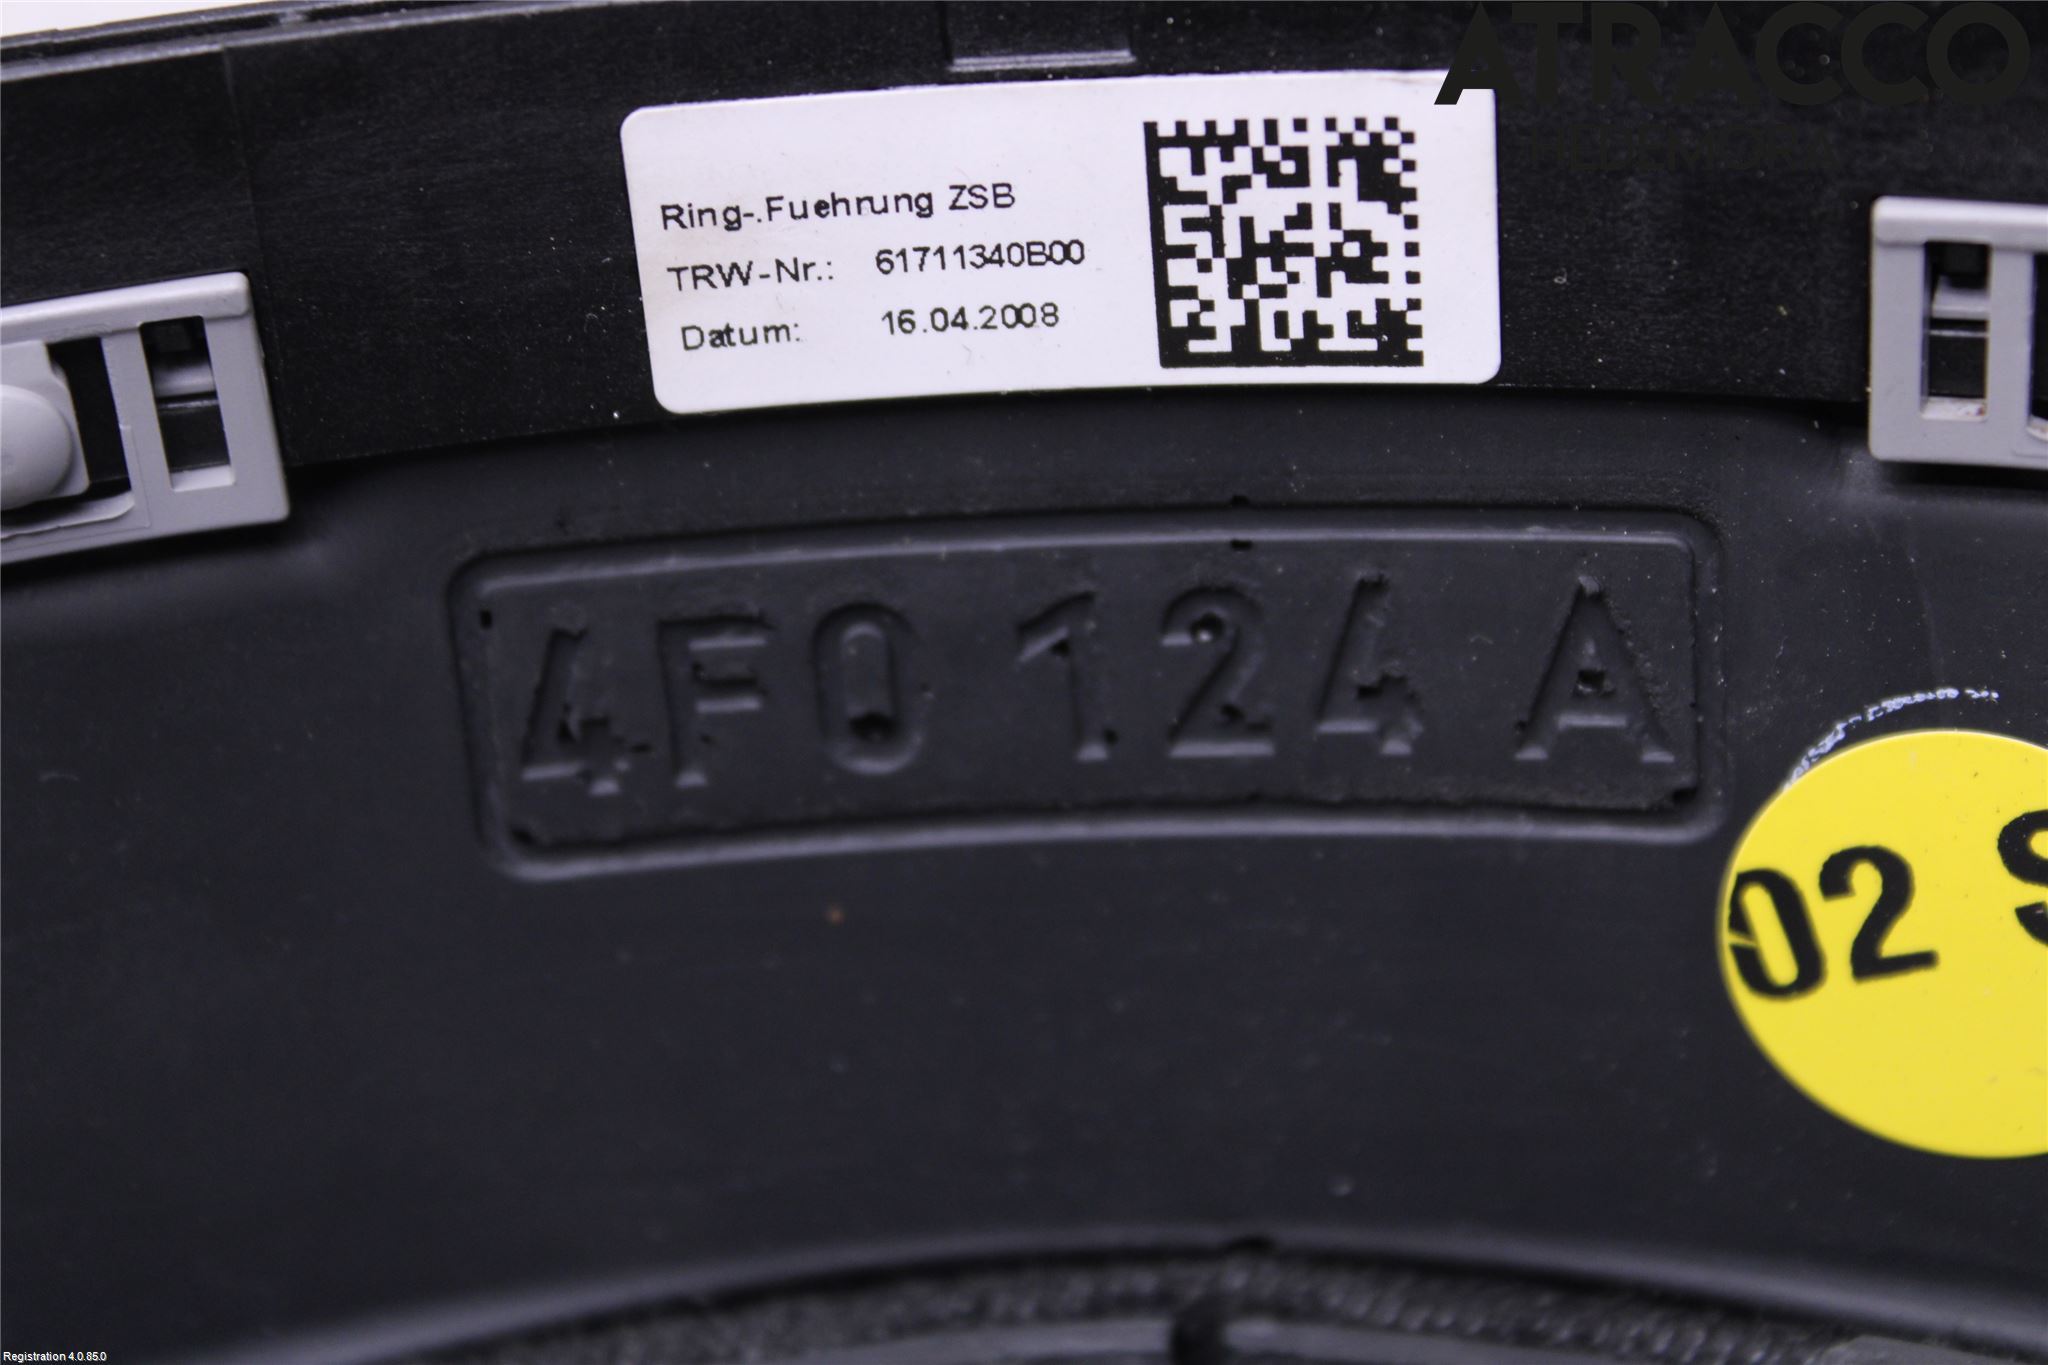 ATRACCO
HEDEMORA
Ring-.Fuehrung ZSB
TRW-Nr.: 61711340B00
Datum: 16.04.2008
4F0 124 A
02 S
Registration 4.0.85.0